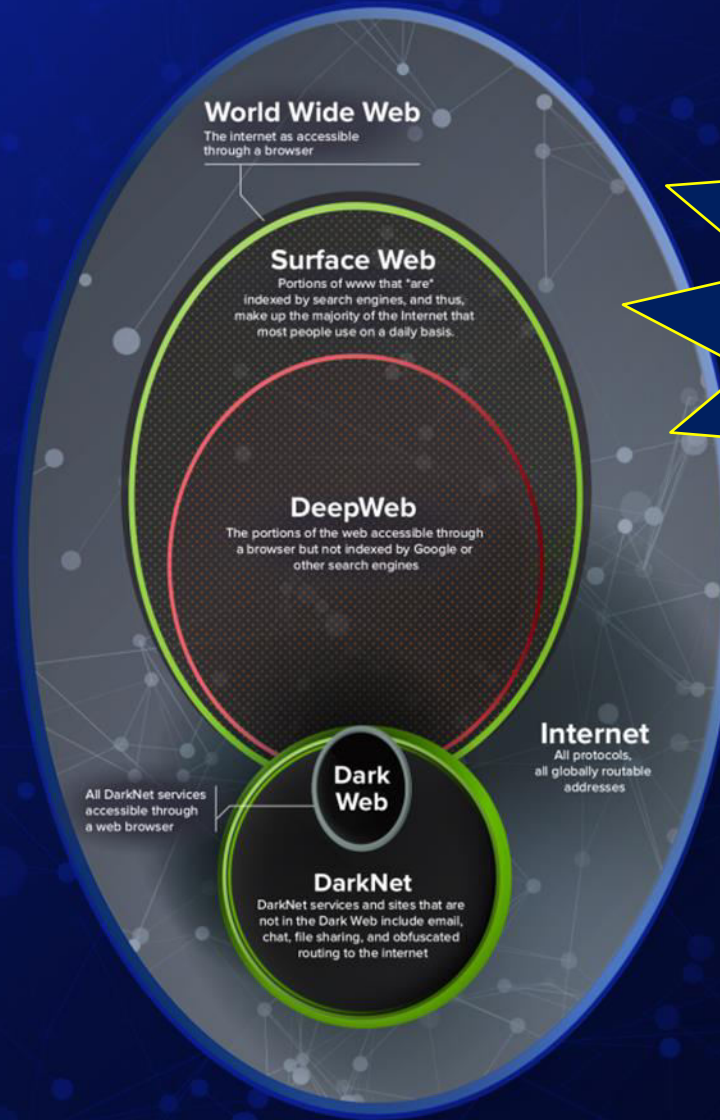 World Wide Web
The internet as accessible
through a browser
Surface Web
Portions of www that "are"
indexed by search engines, and thus,
make up the majority of the Internet that
most people use on a daily basis.
DeepWeb
The portions of the web accessible through
a browser but not indexed by Google or
other search engines
Internet
All protocols,
all globally routable
addresses
Dark
Web
All DarkNet services
accessible through
a web browser
DarkNet
DarkNet services and sites that are
not in the Dark Web include email,
chat, file sharing, and obfuscated
routing to the internet